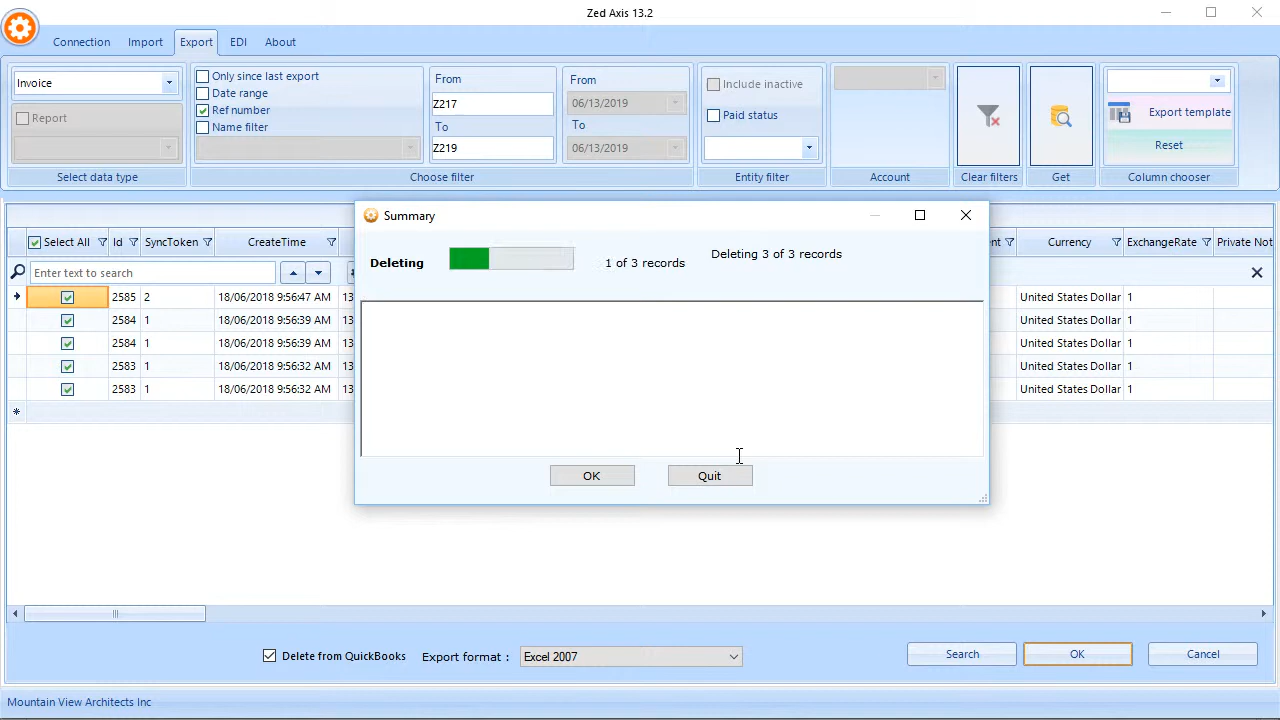 Zed Axis 13.2
Connection Import Export EDI About
Invoice
Report
Select data type
Only since last export
Date range
Ref number
Name filter
From
Z217
To
Z219
From
06/13/2019
To
06/13/2019
Choose filter
Include inactive
Paid status
Entity filter
Account
Clear filters
Get
Export template
Reset
Column chooser
Summary
Deleting
1 of 3 records
Deleting 3 of 3 records
OK Quit
Select All Id SyncToken CreateTime Currency ExchangeRate Private Not
Enter text to search
2585 2 18/06/2018 9:56:47 AM 13 United States Dollar 1
2584 1 18/06/2018 9:56:39 AM 13 United States Dollar 1
2584 1 18/06/2018 9:56:39 AM 13 United States Dollar 1
2583 1 18/06/2018 9:56:32 AM 13 United States Dollar 1
2583 1 18/06/2018 9:56:32 AM 13 United States Dollar 1
Delete from QuickBooks Export format : Excel 2007 Search OK Cancel
Mountain View Architects Inc